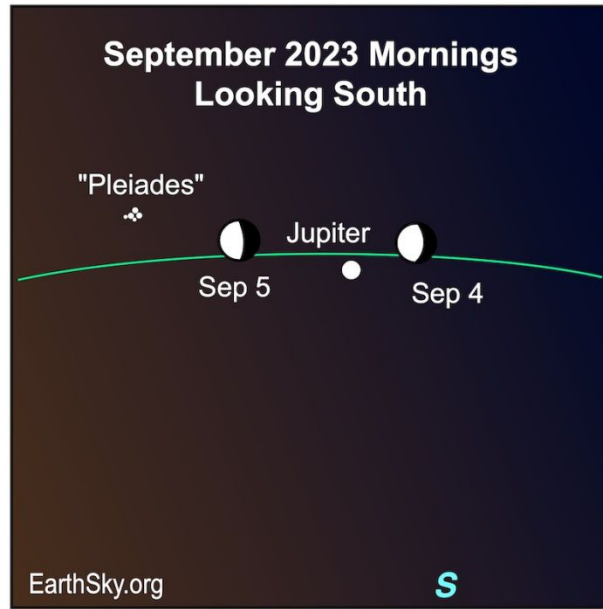 September 2023 Mornings
Looking South
"Pleiades"
Jupiter
Sep 5
Sep 4
EarthSky.org
S